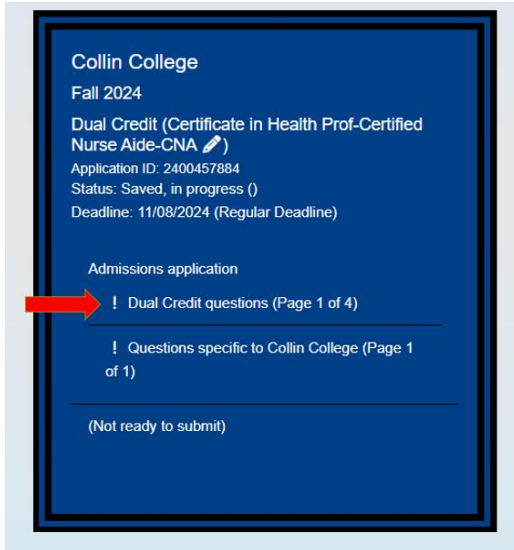 Collin College
Fall 2024
Dual Credit (Certificate in Health Prof-Certified
Nurse Aide-CNA )
Application ID: 2400457884
Status: Saved, in progress ()
Deadline: 11/08/2024 (Regular Deadline)
Admissions application
! Dual Credit questions (Page 1 of 4)
! Questions specific to Collin College (Page 1
of 1)
(Not ready to submit)